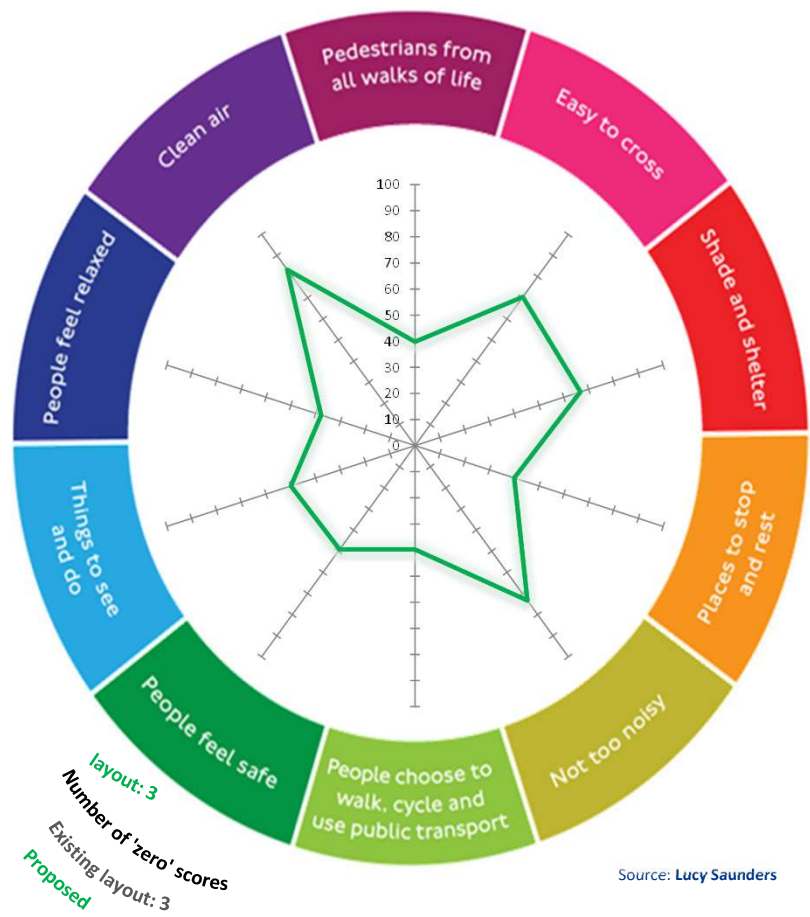 Pedestrians from
all walks of life
Easy to cross
Shade and shelter
Places to stop
and rest
Not too noisy
People choose to
walk, cycle and
use public transport
People feel safe
Things to see
and do
People feel relaxed
Clean air
100
90
80
70
60
50
40
30
20
10
0
layout: 3
Number of 'zero' scores
Existing layout: 3
Proposed
Source: Lucy Saunders